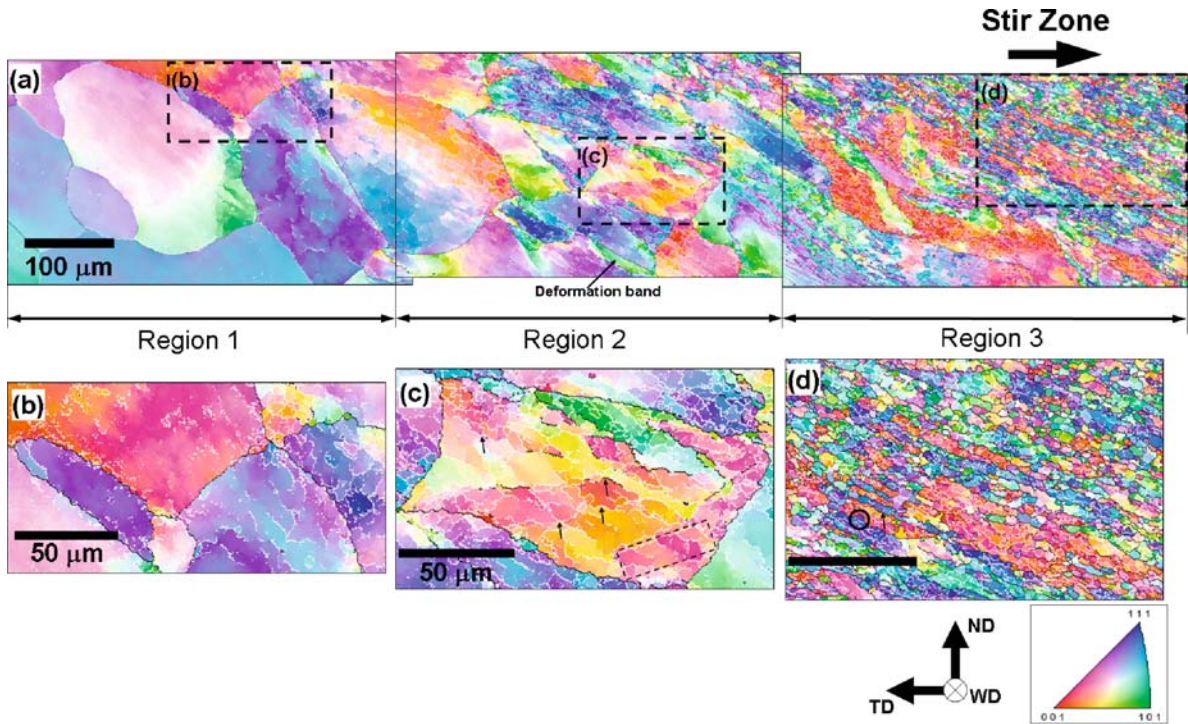 Stir Zone
(a)
(b)
(c)
(d)
100 μm
Deformation band
Region 1
Region 2
Region 3
(b)
50 μm
(c)
50 μm
(d)
1
ND
TD
WD
111
001
101